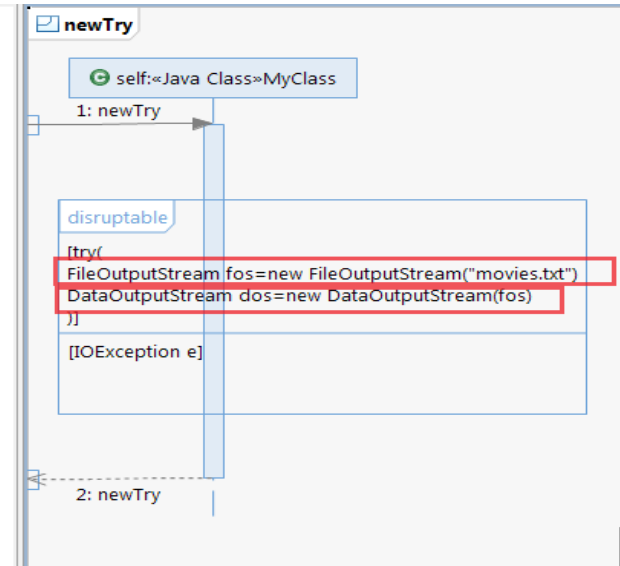 newTry
self:«Java Class»MyClass
1: newTry
disruptable
[try(
FileOutputStream fos=new FileOutputStream("movies.txt")
DataOutputStream dos=new DataOutputStream(fos)
)]
[IOException e]
2: newTry